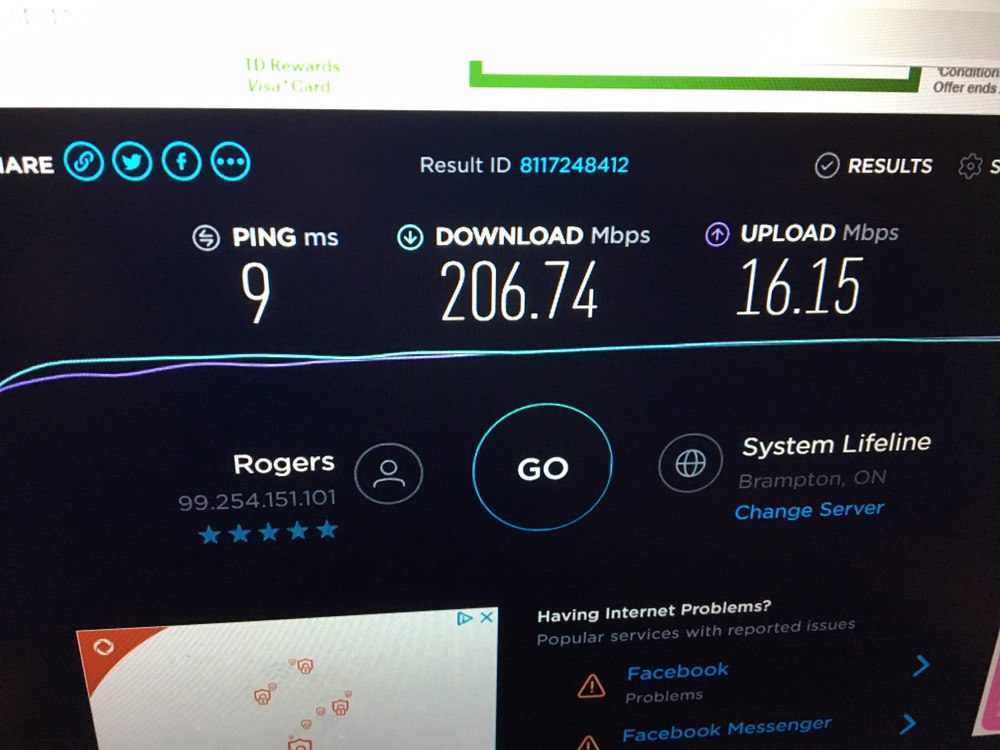 TD Rewards
Visa* Card
*Condition
Offer ends
HARE
Result ID 8117248412
RESULTS
S
PING ms
DOWNLOAD Mbps
UPLOAD Mbps
9
206.74
16.15
Rogers
99.254.151.101
GO
System Lifeline
Brampton, ON
Change Server
Having Internet Problems?
Popular services with reported issues
Facebook
Problems
Facebook Messenger